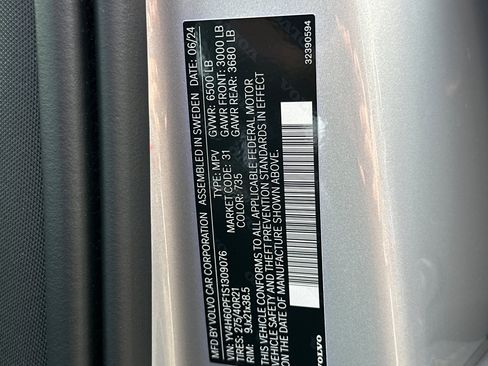 MFD BY VOLVO CAR CORPORATION ASSEMBLED IN SWEDEN DATE: 06/24
GVWR: 6500 LB
GAWR FRONT: 3000 LB
GAWR REAR: 3680 LB
VIN: YV4H60PF1S1309076 TYPE: MPV
TIRES: 275/40R21 MARKET CODE: 31
RIM: 9Jx21x38.5 COLOR: 735
THIS VEHICLE CONFORMS TO ALL APPLICABLE FEDERAL MOTOR
VEHICLE SAFETY AND THEFT PREVENTION STANDARDS IN EFFECT
ON THE DATE OF MANUFACTURE SHOWN ABOVE.
VOLVO
32390594